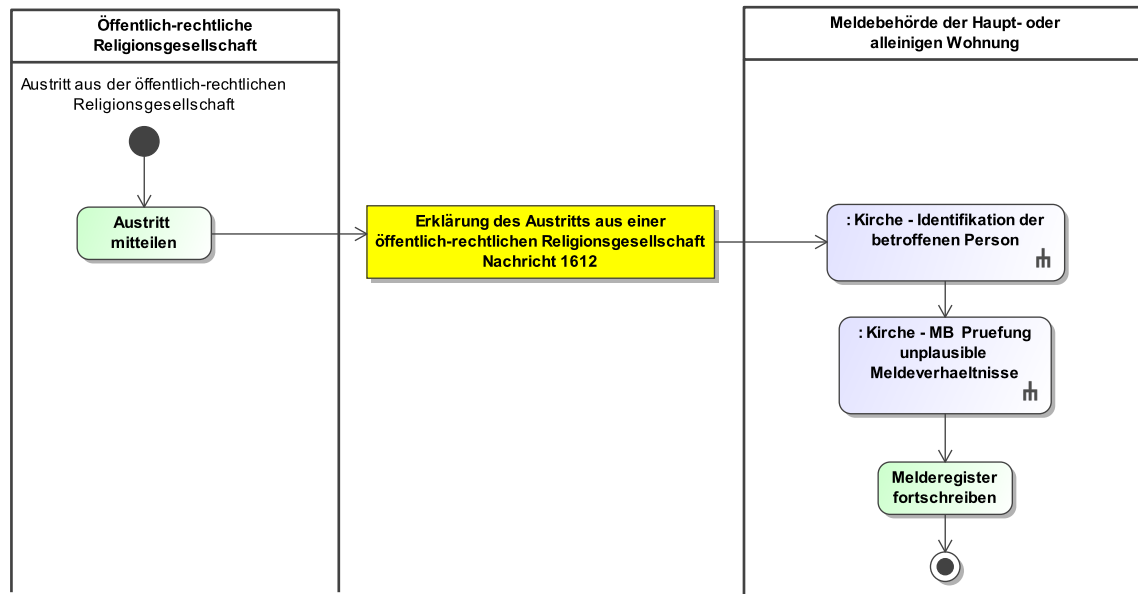 Öffentlich-rechtliche
Religionsgesellschaft
Austritt aus der öffentlich-rechtlichen
Religionsgesellschaft
Austritt
mitteilen
Erklärung des Austritts aus einer
öffentlich-rechtlichen Religionsgesellschaft
Nachricht 1612
Meldebehörde der Haupt- oder
alleinigen Wohnung
: Kirche - Identifikation der
betroffenen Person
: Kirche - MB Pruefung
unplausible
Meldeverhaeltnisse
Melderegister
fortschreiben